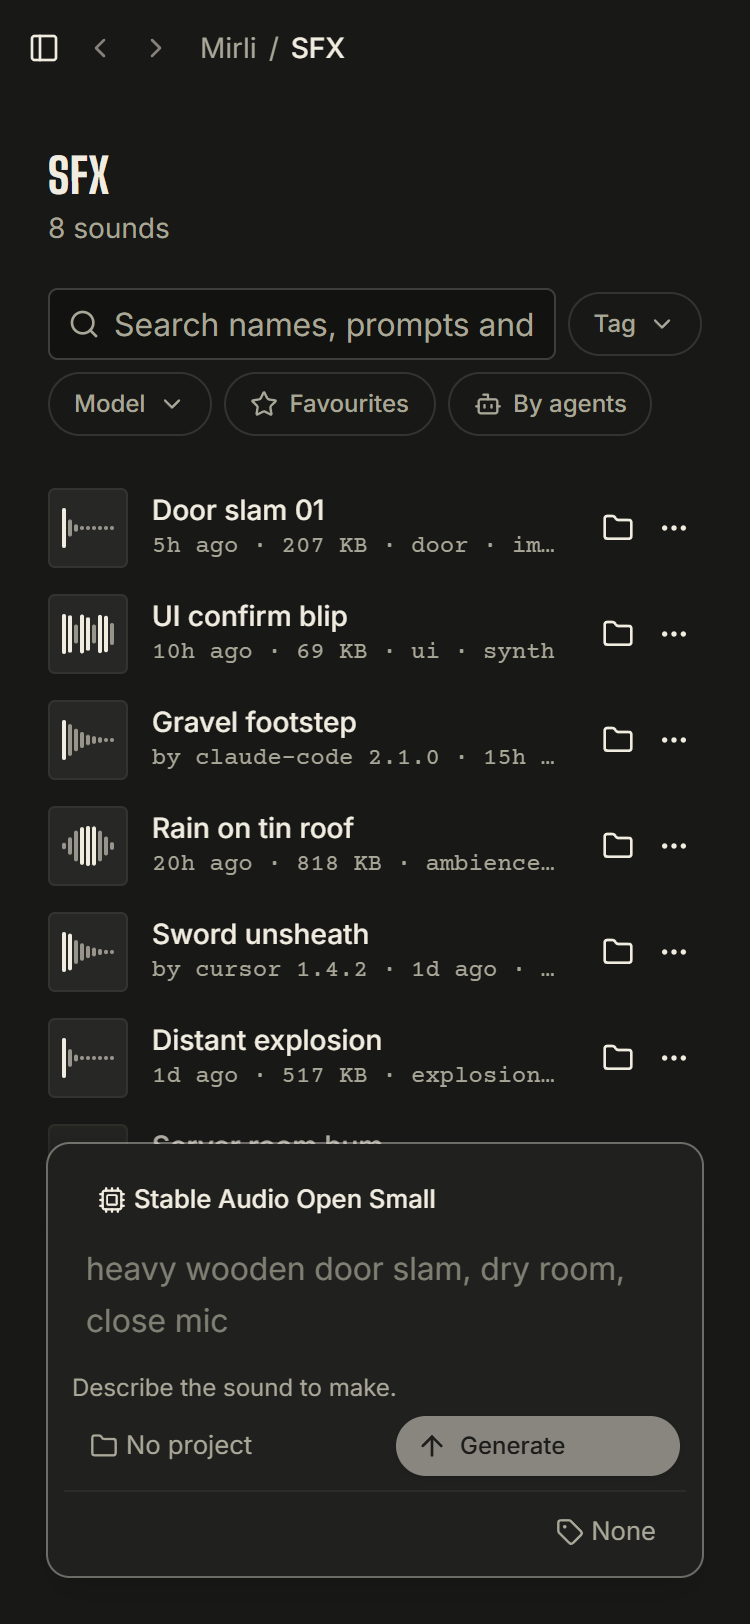 Mirli / SFX
SFX
8 sounds
Search names, prompts and
Tag
Model
Favourites
By agents
Door slam 01
5h ago · 207 KB · door · im…
UI confirm blip
10h ago · 69 KB · ui · synth
Gravel footstep
by claude-code 2.1.0 · 15h …
Rain on tin roof
20h ago · 818 KB · ambience…
Sword unsheath
by cursor 1.4.2 · 1d ago · …
Distant explosion
1d ago · 517 KB · explosion…
Server room hum
Stable Audio Open Small
heavy wooden door slam, dry room,
close mic
Describe the sound to make.
No project
Generate
None